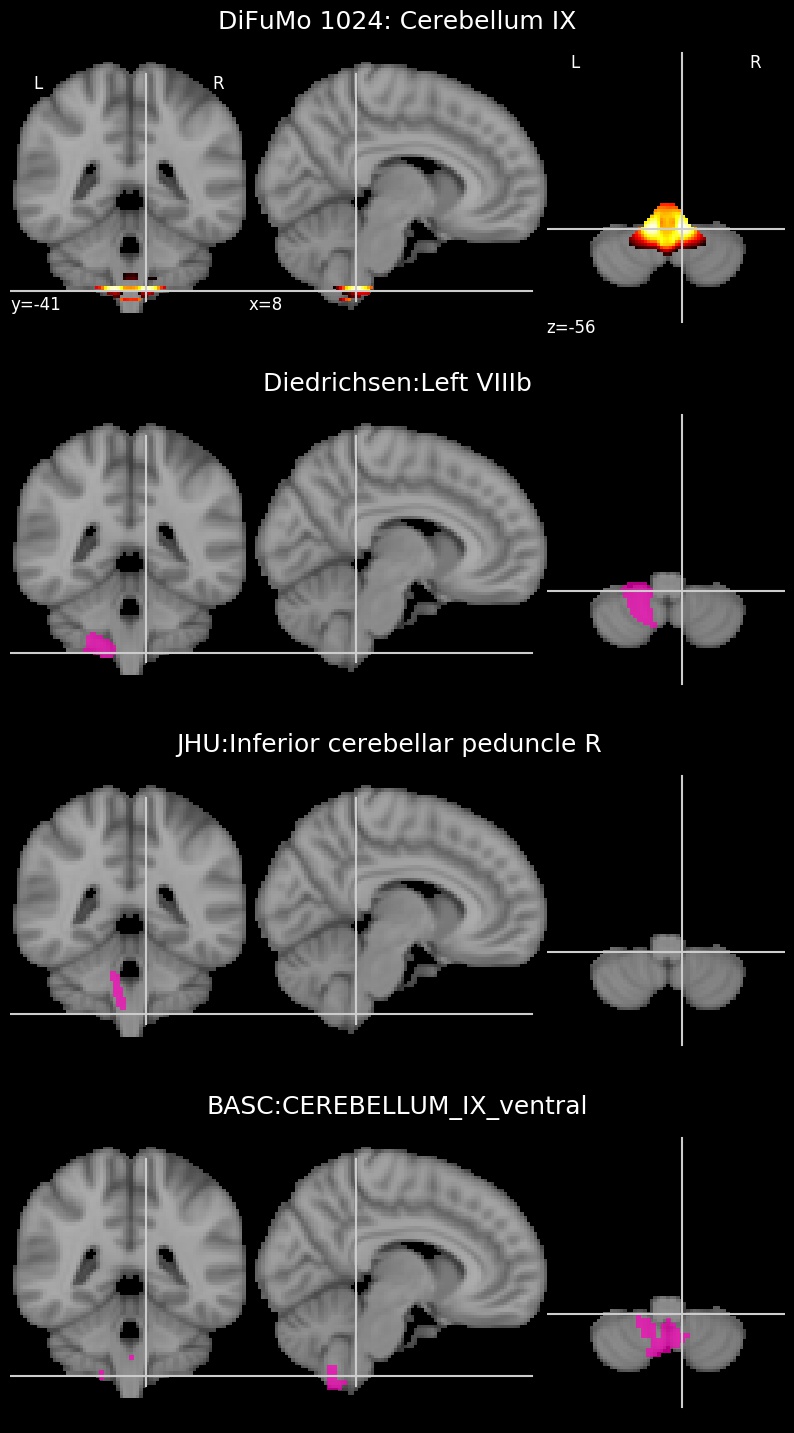 DiFuMo 1024: Cerebellum IX
L
R
L
R
y=-41
x=8
z=-56
Diedrichsen:Left VIIIb
JHU:Inferior cerebellar peduncle R
BASC:CEREBELLUM_IX_ventral